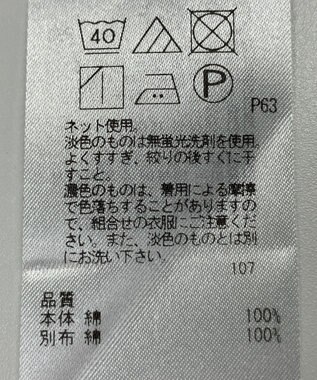 40
P
P63
ネット使用。
淡色のものは無蛍光洗剤を使用。
よくすすぎ、絞りの後すぐに干
すこと。
濃色のものは、着用による摩擦
で色落ちすることがありますの
で、組合せの衣服にご注意くだ
さい。また、淡色のものとは別
にお洗い下さい。
107
品質
本体 綿 100%
別布 綿 100%